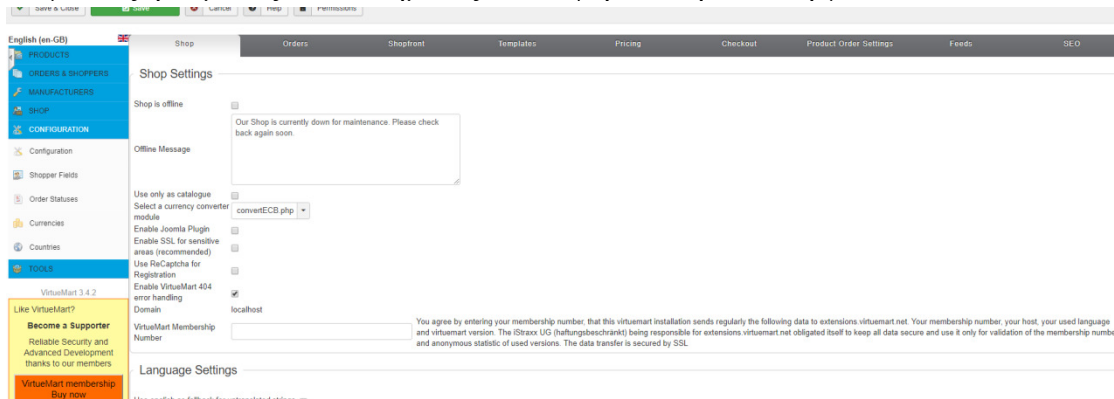 Save & Close
Save
Cancel
Help
Permissions
English (en-GB)
Shop
Orders
Shopfront
Templates
Pricing
Checkout
Product Order Settings
Feeds
SEO
PRODUCTS
ORDERS & SHOPPERS
MANUFACTURERS
SHOP
CONFIGURATION
Configuration
Shopper Fields
Order Statuses
Currencies
Countries
TOOLS
VirtueMart 3.4.2
Like VirtueMart?
Become a Supporter
Reliable Security and
Advanced Development
thanks to our members
VirtueMart membership
Buy now
Shop Settings
Shop is offline
Offline Message
Our Shop is currently down for maintenance. Please check
back again soon.
Use only as catalogue
Select a currency converter
module
convertECB.php
Enable Joomla Plugin
Enable SSL for sensitive
areas (recommended)
Use ReCaptcha for
Registration
Enable VirtueMart 404
error handling
Domain
localhost
VirtueMart Membership
Number
You agree by entering your membership number, that this virtuemart installation sends regularly the following data to extensions.virtuemart.net. Your membership number, your host, your used language
and virtuemart version. The iStraxx UG (haftungsbeschränkt) being responsible for extensions.virtuemart.net obligated itself to keep all data secure and use it only for validation of the membership numbe
and anonymous statistic of used versions. The data transfer is secured by SSL
Language Settings